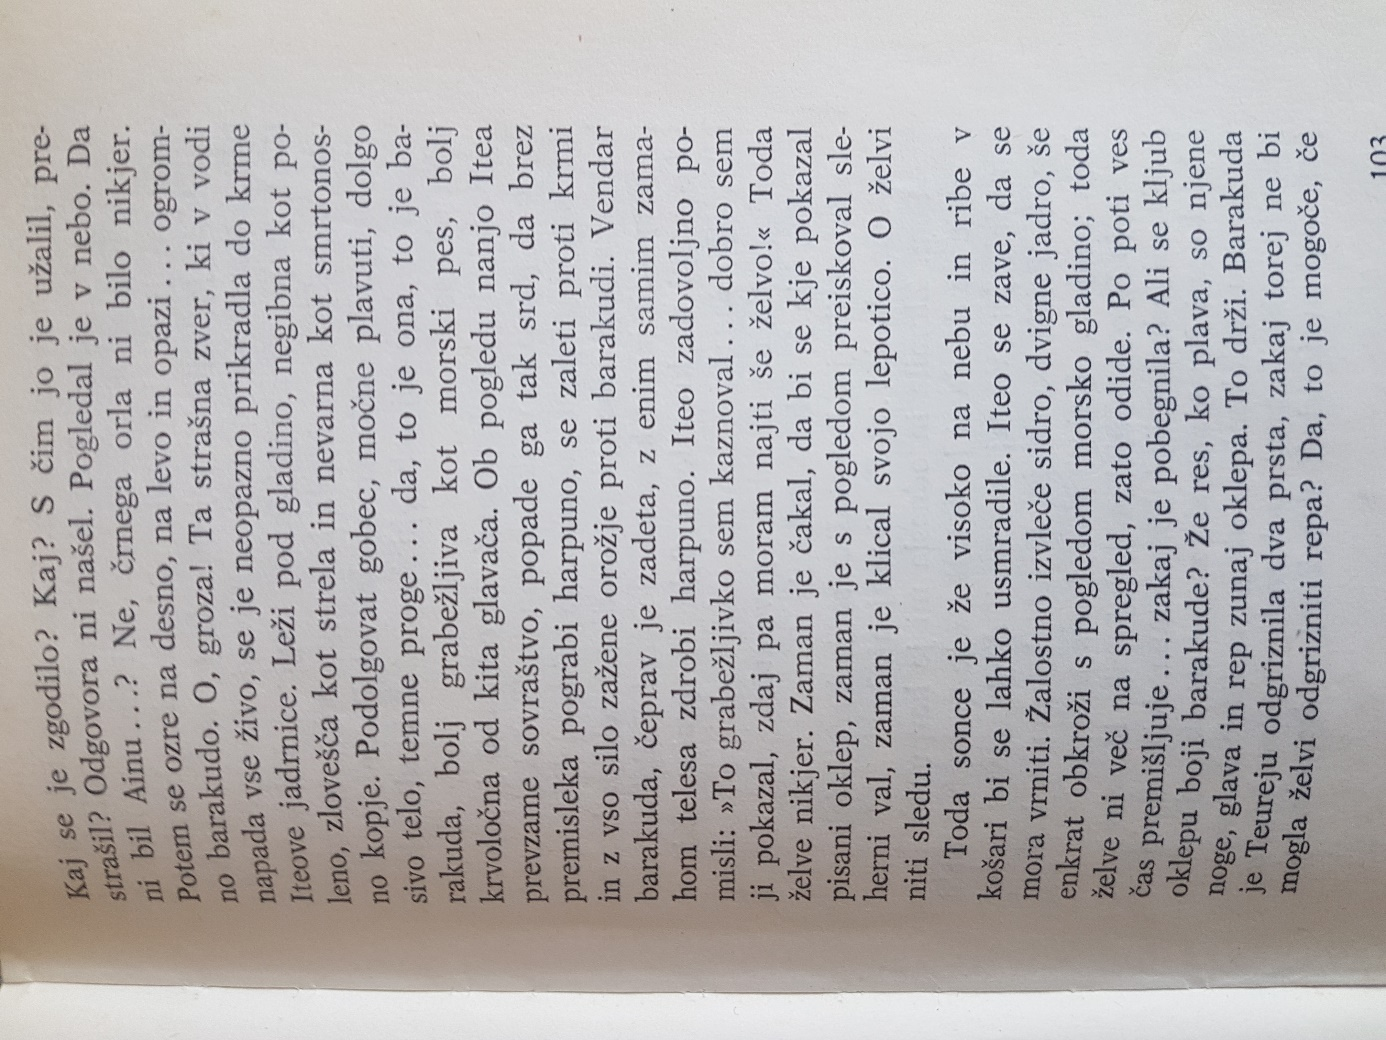 Kaj se je zgodilo? Kaj? S čim jo je užalil, pre-
strašil? Odgovora ni našel. Pogledal je v nebo. Da
ni bil Ainu...? Ne, črnega orla ni bilo nikjer.
Potem se ozre na desno, na levo in opazi... ogrom-
no barakudo. O, groza! Ta strašna zver, ki v vodi
napada vse živo, se je neopazno prikradla do krme
Iteove jadrnice. Leži pod gladino, negibna kot po-
leno, zlovešča kot strela in nevarna kot smrtonos-
no kopje. Podolgovat gobec, močne plavuti, dolgo
sivo telo, temne proge... da, to je ona, to je ba-
rakuda, bolj grabežljiva kot morski pes, bolj
krvoločna od kita glavača. Ob pogledu nanjo Itea
prevzame sovraštvo, popade ga tak srd, da brez
premisleka pograbi harpuno, se zaleti proti krmi
in z vso silo zažene orožje proti barakudi. Vendar
barakuda, čeprav je zadeta, z enim samim zama-
hom telesa zdrobi harpuno. Iteo zadovoljno po-
misli: »To grabežljivko sem kaznoval... dobro sem
ji pokazal, zdaj pa moram najti še želvo!« Toda
želve nikjer. Zaman je čakal, da bi se kje pokazal
pisani oklep, zaman je s pogledom preiskoval sle-
herni val, zaman je klical svojo lepotico. O želvi
niti sledu.
Toda sonce je že visoko na nebu in ribe v
košari bi se lahko usmradile. Iteo se zave, da se
mora vrniti. Žalostno izvleče sidro, dvigne jadro, še
enkrat obkroži s pogledom morsko gladino; toda
želve ni več na spregled, zato odide. Po poti ves
čas premišljuje... zakaj je pobegnila? Ali se kljub
oklepu boji barakude? Že res, ko plava, so njene
noge, glava in rep zunaj oklepa. To drži. Barakuda
je Teureju odgriznila dva prsta, zakaj torej ne bi
mogla želvi odgrizniti repa? Da, to je mogoče, če
103